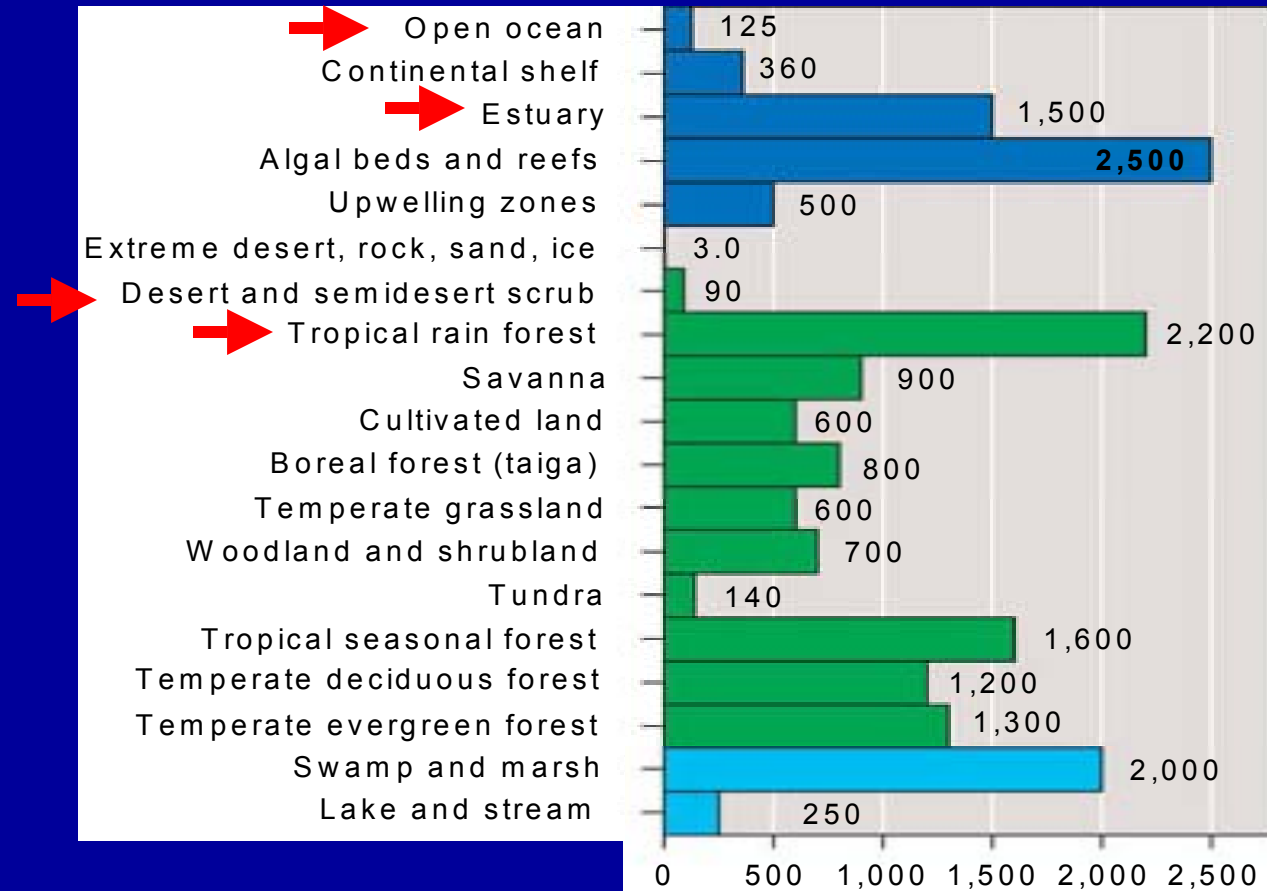 Open ocean 125
Continental shelf 360
Estuary 1,500
Algal beds and reefs 2,500
Upwelling zones 500
Extreme desert, rock, sand, ice 3.0
Desert and semidesert scrub 90
Tropical rain forest 2,200
Savanna 900
Cultivated land 600
Boreal forest (taiga) 800
Temperate grassland 600
Woodland and shrubland 700
Tundra 140
Tropical seasonal forest 1,600
Temperate deciduous forest 1,200
Temperate evergreen forest 1,300
Swamp and marsh 2,000
Lake and stream 250
0 500 1,000 1,500 2,000 2,500